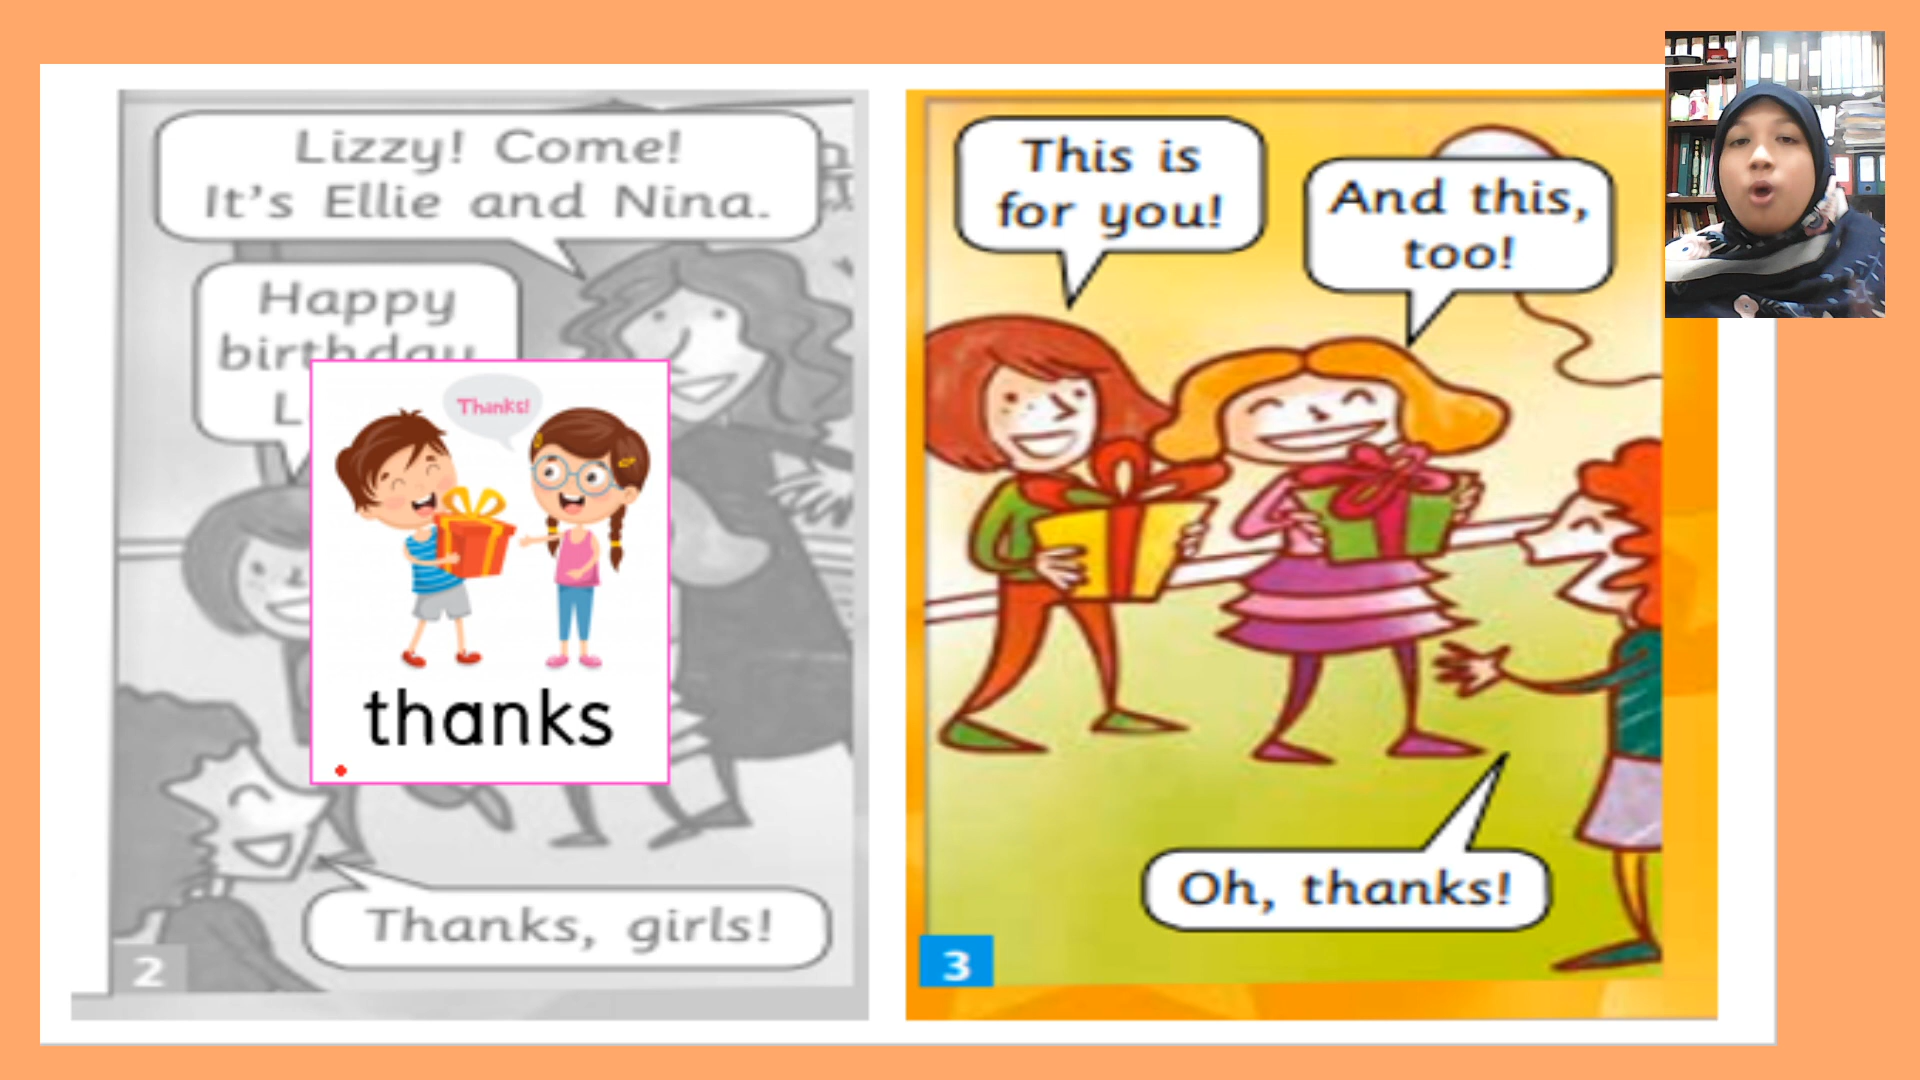 Lizzy! Come!
It's Ellie and Nina.
Happy
birthday
L
Thanks!
thanks
Thanks, girls!
2
This is
for you!
And this,
too!
Oh, thanks!
3